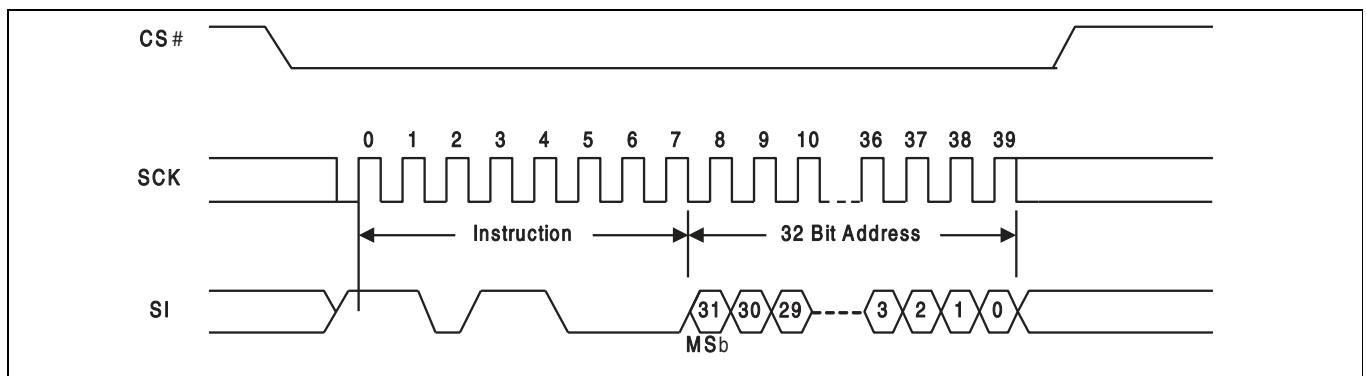 CS#
0 1 2 3 4 5 6 7 8 9 10 36 37 38 39
SCK
Instruction 32 Bit Address
SI 31 30 29 3 2 1 0
MSb